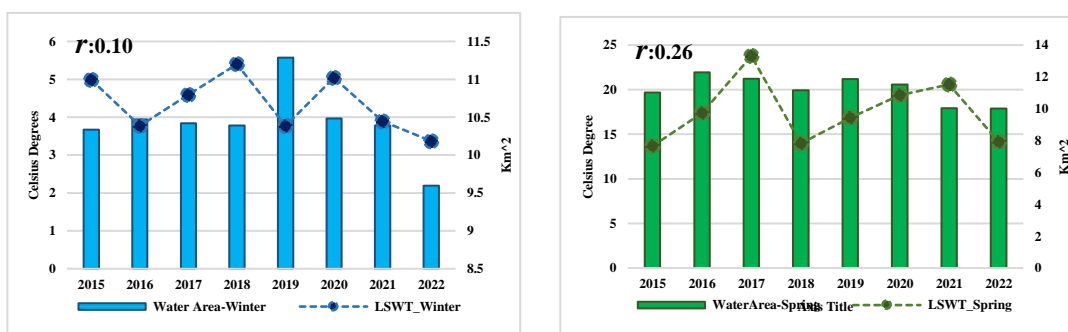 r:0.10
6
5
4
3
2
1
0
Celsius Degrees
11.5
11
10.5
10
9.5
9
8.5
Km^2
2015 2016 2017 2018 2019 2020 2021 2022
Water Area-Winter LSWT_Winter
r:0.26
25
20
15
10
5
0
Celsius Degree
14
12
10
8
6
4
2
0
Km^2
2015 2016 2017 2018 2019 2020 2021 2022
WaterArea-Spring Axis Title LSWT_Spring